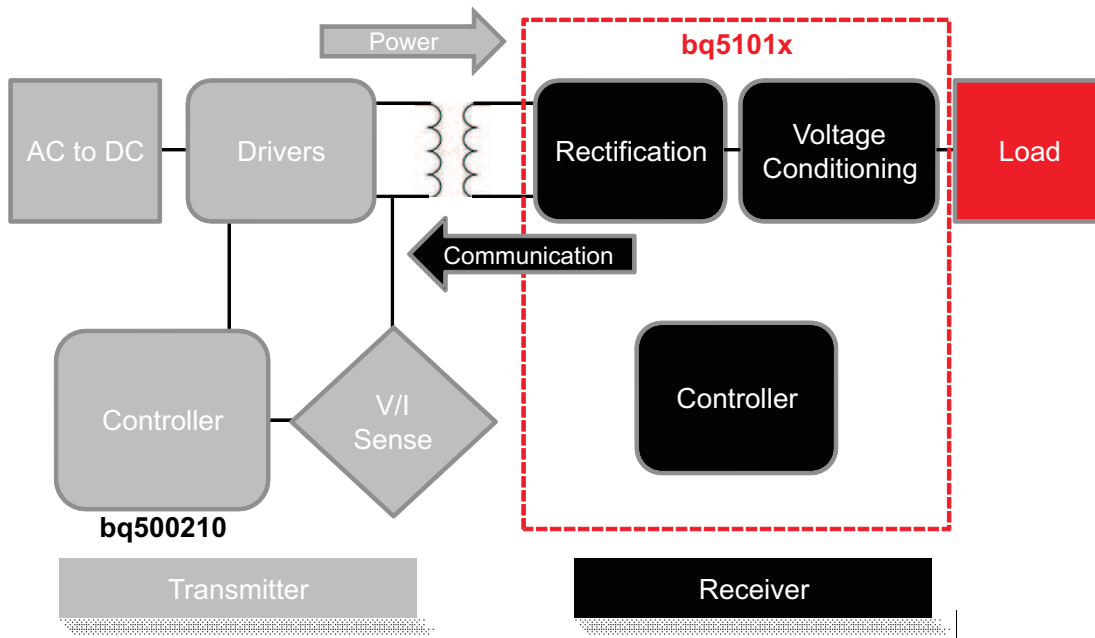 Power
bq5101x
AC to DC
Drivers
Rectification
Voltage
Conditioning
Load
Communication
Controller
V/I
Sense
Controller
bq500210
Transmitter
Receiver